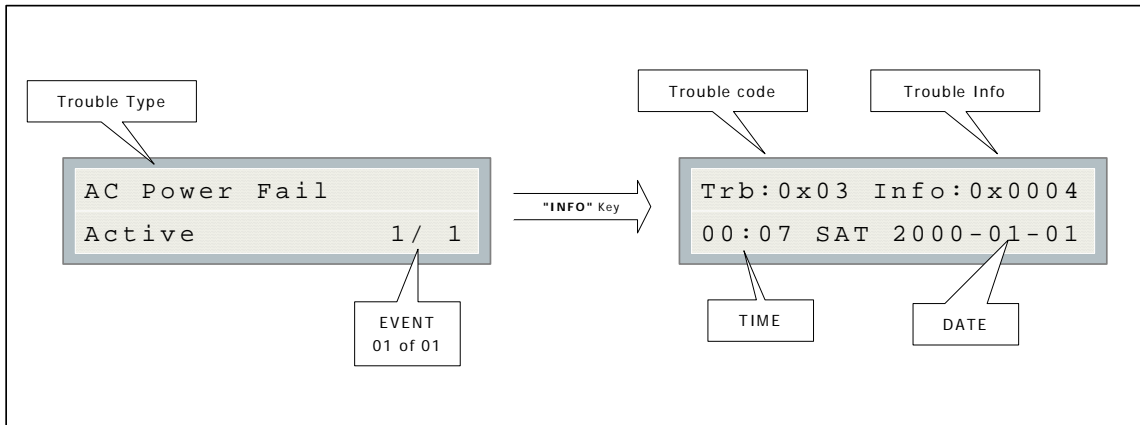 Trouble Type
AC Power Fail
Active 1/ 1
EVENT
01 of 01
"INFO" Key
Trouble code
Trouble Info
Trb:0x03 Info:0x0004
00:07 SAT 2000-01-01
TIME
DATE